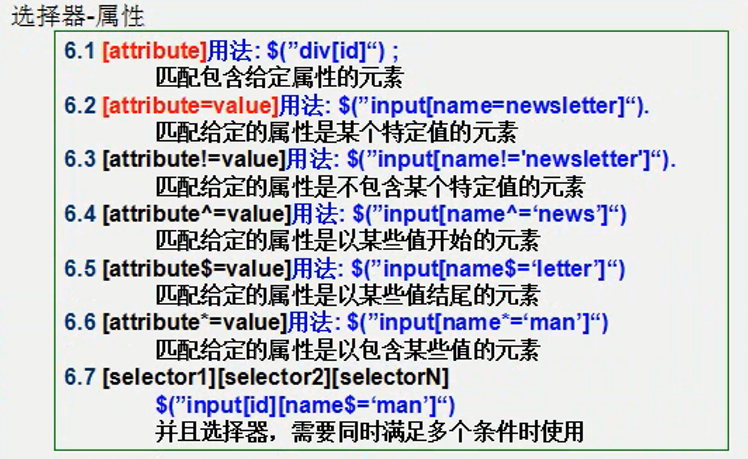 选择器-属性
6.1 [attribute]用法: $(”div[id]“) ;
匹配包含给定属性的元素
6.2 [attribute=value]用法: $(”input[name=newsletter]“).
匹配给定的属性是某个特定值的元素
6.3 [attribute!=value]用法: $(”input[name!='newsletter']“).
匹配给定的属性是不包含某个特定值的元素
6.4 [attribute^=value]用法: $(”input[name^=‘news’]“)
匹配给定的属性是以某些值开始的元素
6.5 [attribute$=value]用法: $(”input[name$=‘letter’]“)
匹配给定的属性是以某些值结尾的元素
6.6 [attribute*=value]用法: $(”input[name*=‘man’]“)
匹配给定的属性是以包含某些值的元素
6.7 [selector1][selector2][selectorN]
$(”input[id][name$=‘man’]“)
并且选择器，需要同时满足多个条件时使用